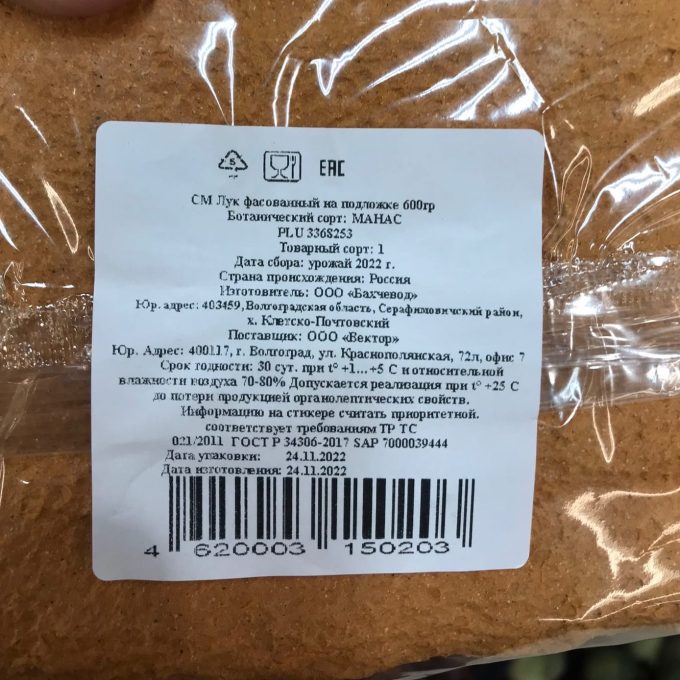 5
EAC
СМ Лук фасованный на подложке 600гр
Ботанический сорт: МАНАС
PLU 3368253
Товарный сорт: 1
Дата сбора: урожай 2022 г.
Страна происхождения: Россия
Изготовитель: ООО «Бахчевод»
Юр. адрес: 403459, Волгоградская область, Серафимовичский район,
х. Клетско-Почтовский
Поставщик: ООО «Вектор»
Юр. Адрес: 400117, г. Волгоград, ул. Краснополянская, 72л, офис 7
Срок годности: 30 сут. при t° +1... +5 С и относительной
влажности воздуха 70-80% Допускается реализация при t° +25 С
до потери продукцией органолептических свойств.
Информацию на стикере считать приоритетной.
соответствует требованиям ТР ТС
021/2011 ГОСТ Р 34306-2017 SAP 7000039444
Дата упаковки: 24.11.2022
Дата изготовления: 24.11.2022
4 620003 150203